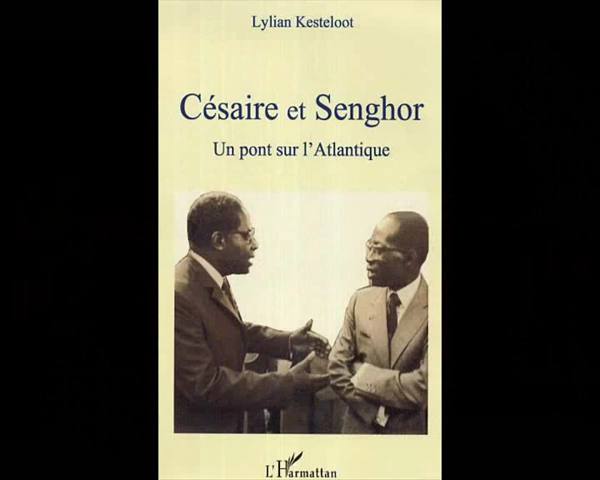 Lylian Kesteloot
Césaire et Senghor
Un pont sur l'Atlantique
L'Harmattan